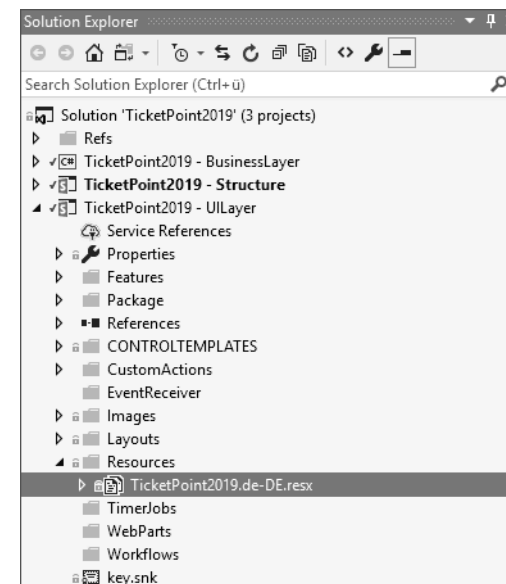 Solution Explorer
Search Solution Explorer (Ctrl+ü)
Solution 'TicketPoint2019' (3 projects)
Refs
C# TicketPoint2019 - BusinessLayer
TicketPoint2019 - Structure
TicketPoint2019 - UILayer
Service References
Properties
Features
Package
References
CONTROLTEMPLATES
CustomActions
EventReceiver
Images
Layouts
Resources
TicketPoint2019.de-DE.resx
TimerJobs
WebParts
Workflows
key.snk